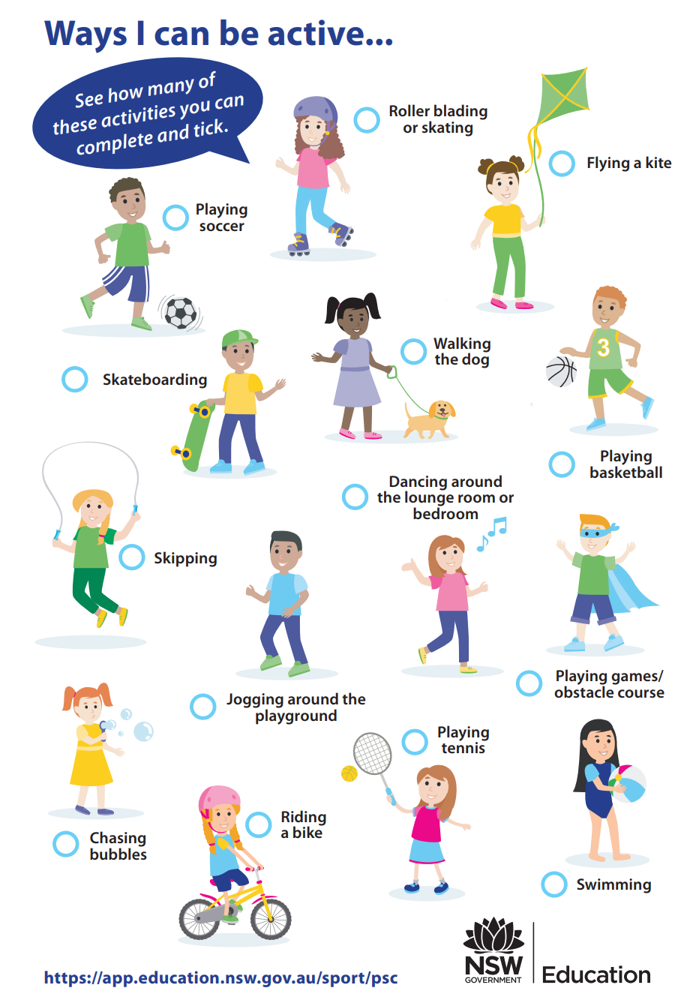 Ways I can be active...
See how many of
these activities you can
complete and tick.
Roller blading
or skating
Flying a kite
Playing
soccer
Walking
the dog
3
Skateboarding
Playing
basketball
Dancing around
the lounge room or
bedroom
Skipping
Playing games/
obstacle course
Jogging around the
playground
Playing
tennis
Riding
a bike
Chasing
bubbles
Swimming
NSW
GOVERNMENT
Education
https://app.education.nsw.gov.au/sport/psc